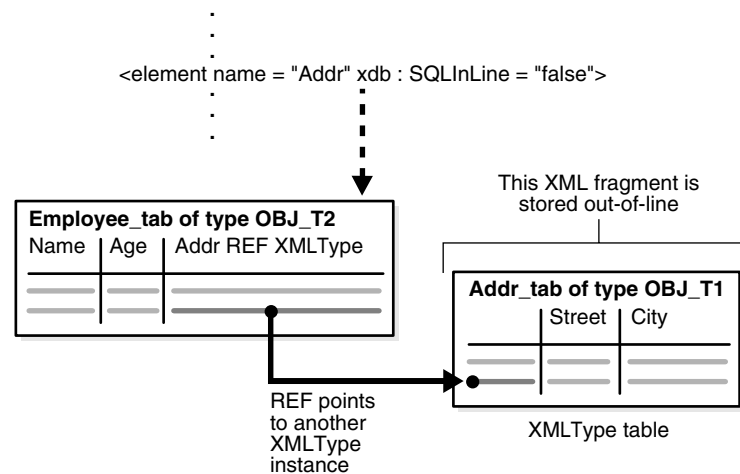 <element name = "Addr" xdb : SQLInLine = "false">
This XML fragment is
stored out-of-line
Employee_tab of type OBJ_T2
Name Age Addr REF XMLType
Addr_tab of type OBJ_T1
Street City
REF points
to another
XMLType
instance
XMLType table